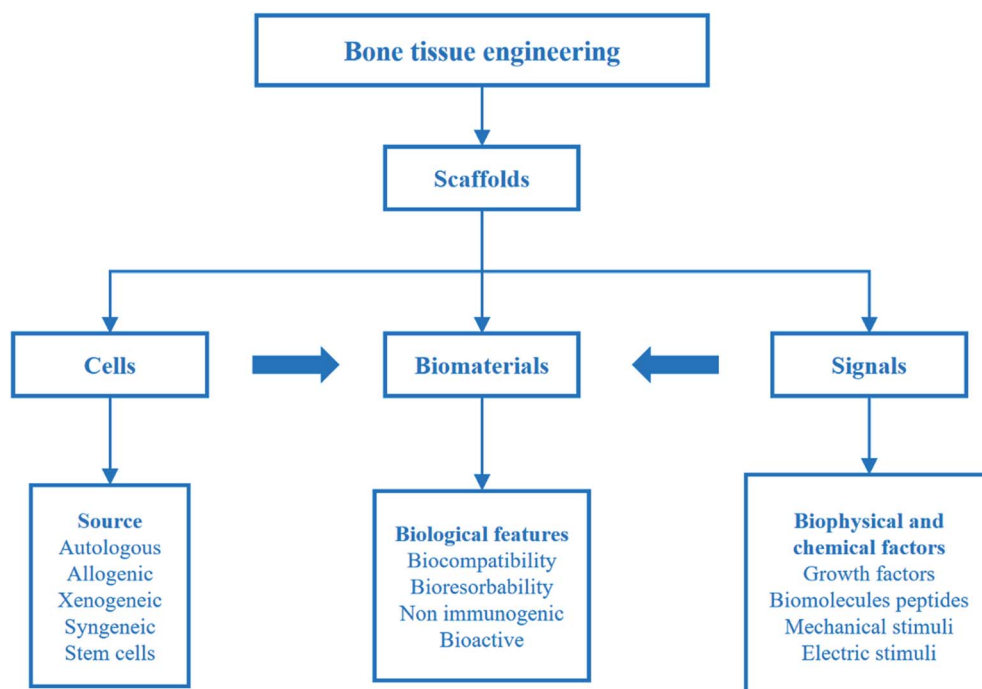 Bone tissue engineering
Scaffolds
Cells
Biomaterials
Signals
Source
Autologous
Allogenic
Xenogeneic
Syngeneic
Stem cells
Biological features
Biocompatibility
Bioresorbability
Non immunogenic
Bioactive
Biophysical and
chemical factors
Growth factors
Biomolecules peptides
Mechanical stimuli
Electric stimuli